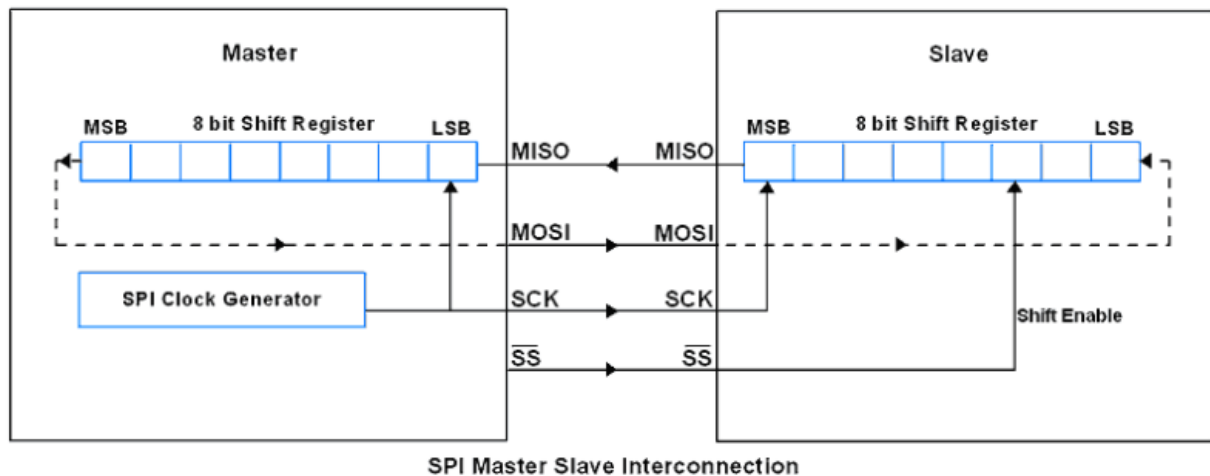 Master
Slave
MSB 8 bit Shift Register LSB
MISO MISO
MSB 8 bit Shift Register LSB
MOSI MOSI
SPI Clock Generator
SCK SCK
Shift Enable
SS SS
SPI Master Slave Interconnection